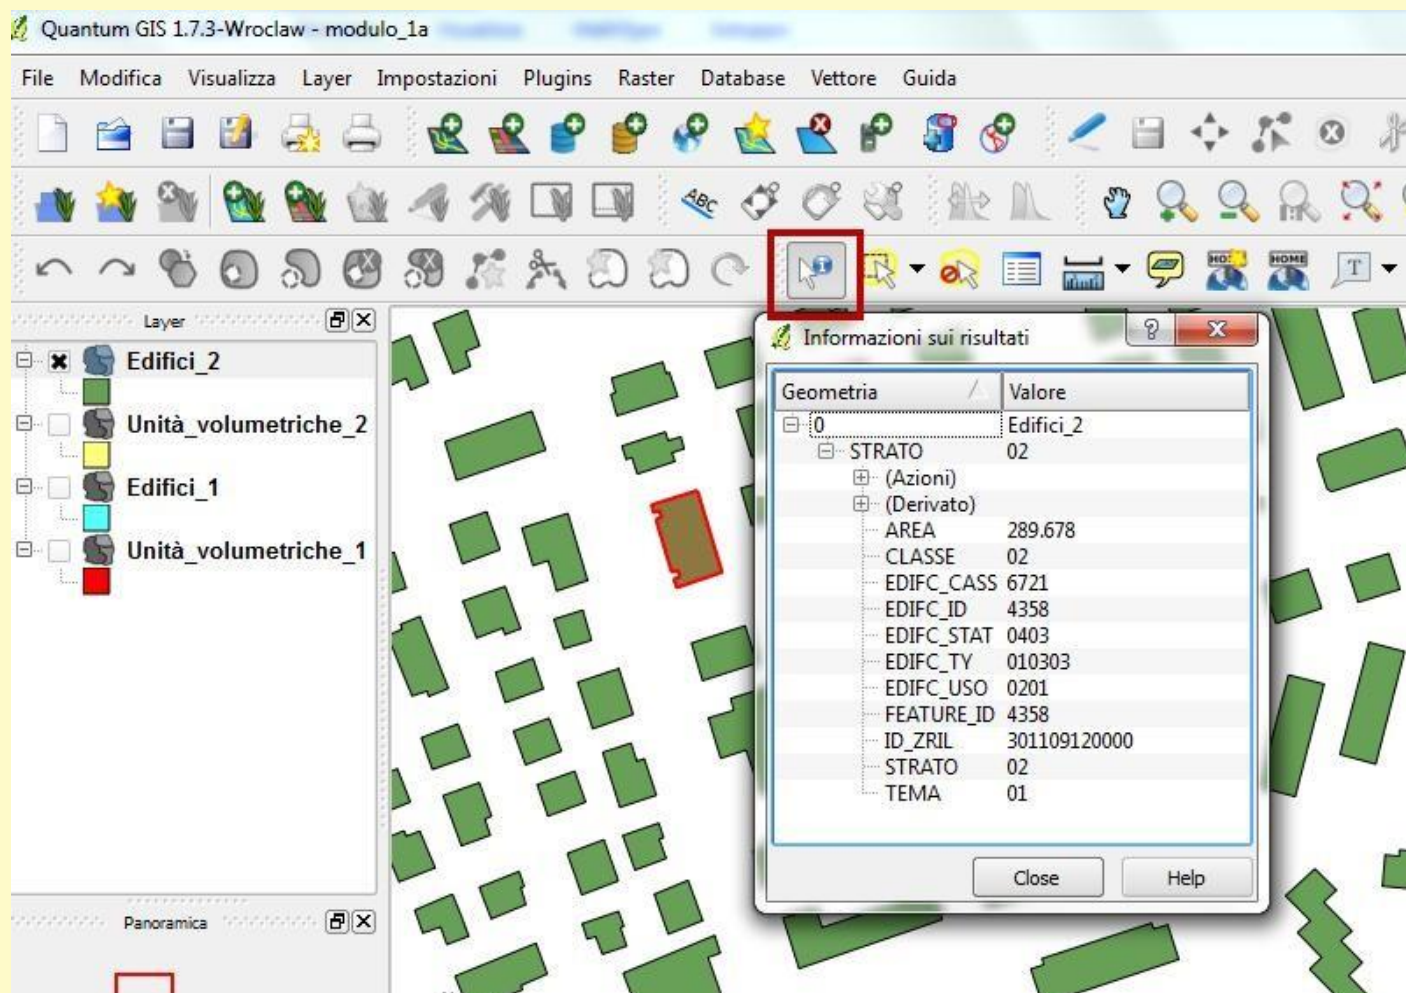 Quantum GIS 1.7.3-Wroclaw - modulo_1a
File Modifica Visualizza Layer Impostazioni Plugins Raster Database Vettore Guida
ABC
HOME
T
Layer
Edifici_2
Unità_volumetriche_2
Edifici_1
Unità_volumetriche_1
Informazioni sui risultati
Geometria Valore
0 Edifici_2
STRATO 02
(Azioni)
(Derivato)
AREA 289.678
CLASSE 02
EDIFC_CASS 6721
EDIFC_ID 4358
EDIFC_STAT 0403
EDIFC_TY 010303
EDIFC_USO 0201
FEATURE_ID 4358
ID_ZRIL 301109120000
STRATO 02
TEMA 01
Close Help
Panoramica